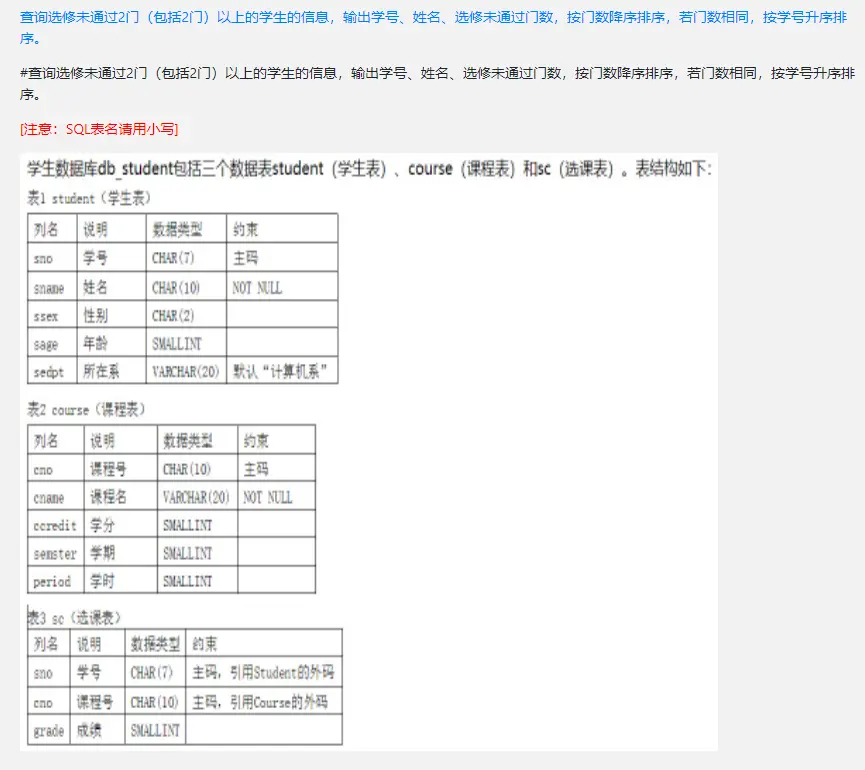 查询选修未通过2门（包括2门）以上的学生的信息，输出学号、姓名、选修未通过门数，按门数降序排序，若门数相同，按学号升序排
序。
#查询选修未通过2门（包括2门）以上的学生的信息，输出学号、姓名、选修未通过门数，按门数降序排序，若门数相同，按学号升序排
序。
[注意：SQL表名请用小写]
学生数据库db_student包括三个数据表student（学生表）、course（课程表）和sc（选课表）。表结构如下：
表1 student（学生表）
列名 说明 数据类型 约束
sno 学号 CHAR(7) 主码
sname 姓名 CHAR(10) NOT NULL
ssex 性别 CHAR(2)
sage 年龄 SMALLINT
sedpt 所在系 VARCHAR(20) 默认“计算机系”
表2 course（课程表）
列名 说明 数据类型 约束
cno 课程号 CHAR(10) 主码
cname 课程名 VARCHAR(20) NOT NULL
ccredit 学分 SMALLINT
semster 学期 SMALLINT
period 学时 SMALLINT
表3 sc（选课表）
列名 说明 数据类型 约束
sno 学号 CHAR(7) 主码，引用Student的外码
cno 课程号 CHAR(10) 主码，引用Course的外码
grade 成绩 SMALLINT